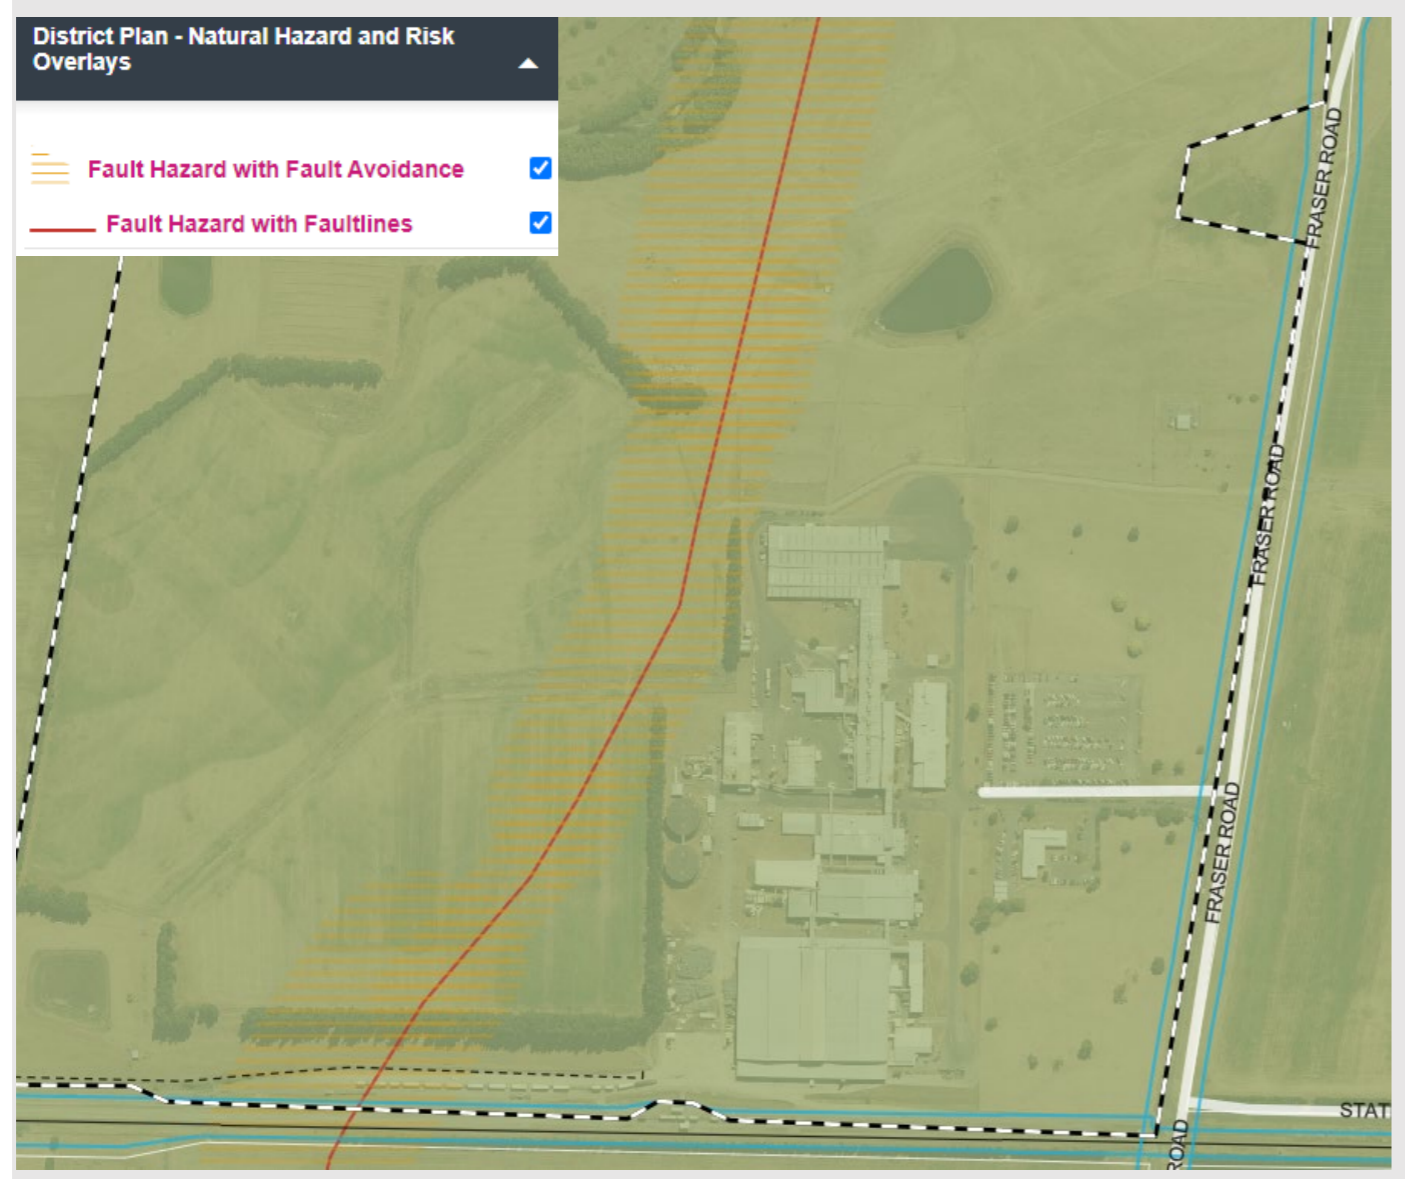 District Plan - Natural Hazard and Risk
Overlays
Fault Hazard with Fault Avoidance
Fault Hazard with Faultlines
FRASER ROAD
FRASER ROAD
FRASER ROAD
STAT
ROAD